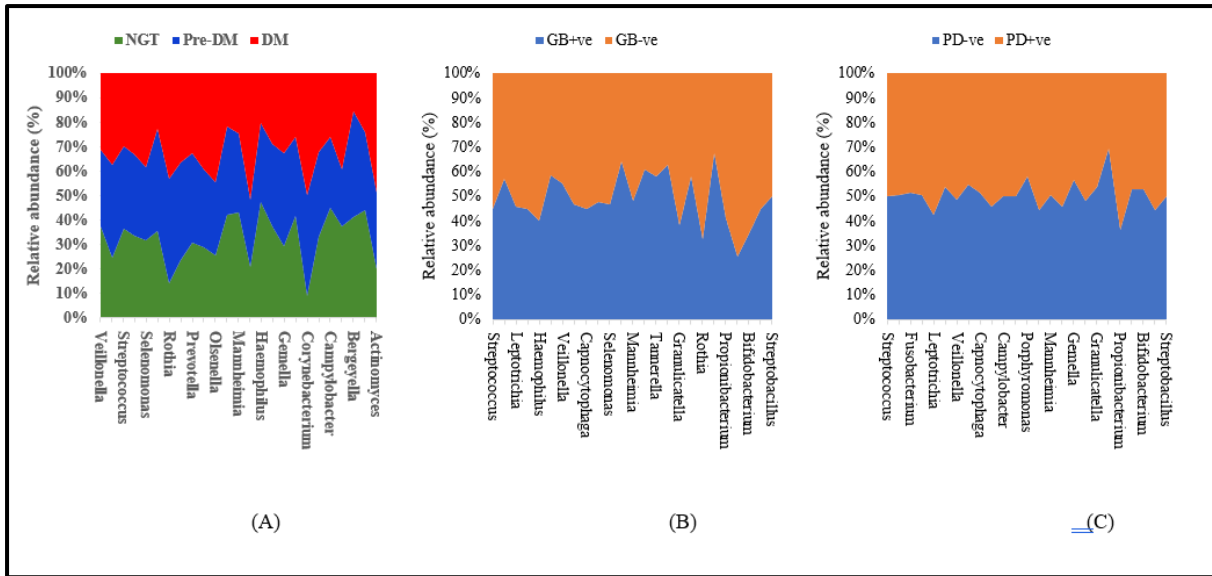 NGT Pre-DM DM
Relative abundance (%)
100%
90%
80%
70%
60%
50%
40%
30%
20%
10%
0%
Veillonella
Streptococcus
Selenomonas
Rothia
Prevotella
Olsenella
Mannheimia
Haemophilus
Gemella
Corynebacterium
Campylobacter
Bergeyella
Actinomyces
(A)
GB+ve GB-ve
Relative abundance (%)
100%
90%
80%
70%
60%
50%
40%
30%
20%
10%
0%
Streptococcus
Leptotrichia
Haemophilus
Veillonella
Capnocytophaga
Selenomonas
Mannheimia
Tannerella
Granulicatella
Rothia
Propionibacterium
Bifidobacterium
Streptobacillus
(B)
PD-ve PD+ve
Relative abundance (%)
100%
90%
80%
70%
60%
50%
40%
30%
20%
10%
0%
Streptococcus
Fusobacterium
Leptotrichia
Veillonella
Capnocytophaga
Campylobacter
Porphyromonas
Mannheimia
Gemella
Granulicatella
Propionibacterium
Bifidobacterium
Streptobacillus
(C)